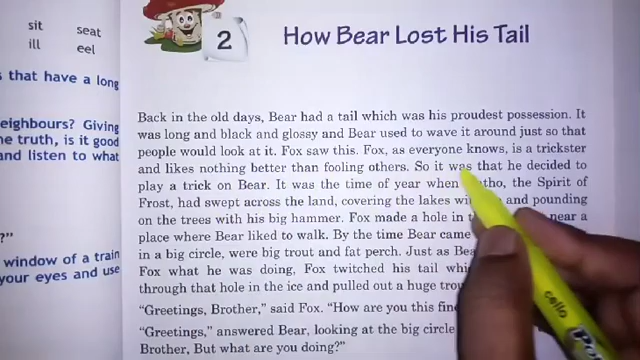 sit seat
ill eel
s that have a long
eighbours? Giving
he truth, is it good
and listen to what
?"
window of a train
your eyes and use
2
How Bear Lost His Tail
Back in the old days, Bear had a tail which was his proudest possession. It
was long and black and glossy and Bear used to wave it around just so that
people would look at it. Fox saw this. Fox, as everyone knows, is a trickster
and likes nothing better than fooling others. So it was that he decided to
play a trick on Bear. It was the time of year when tho, the Spirit of
Frost, had swept across the land, covering the lakes wi and pounding
on the trees with his big hammer. Fox made a hole in t near a
place where Bear liked to walk. By the time Bear came
in a big circle, were big trout and fat perch. Just as Bea
Fox what he was doing, Fox twitched his tail whi
through that hole in the ice and pulled out a huge trou
“Greetings, Brother,” said Fox. “How are you this fin
“Greetings,” answered Bear, looking at the big circle
Brother, But what are you doing?”
cello